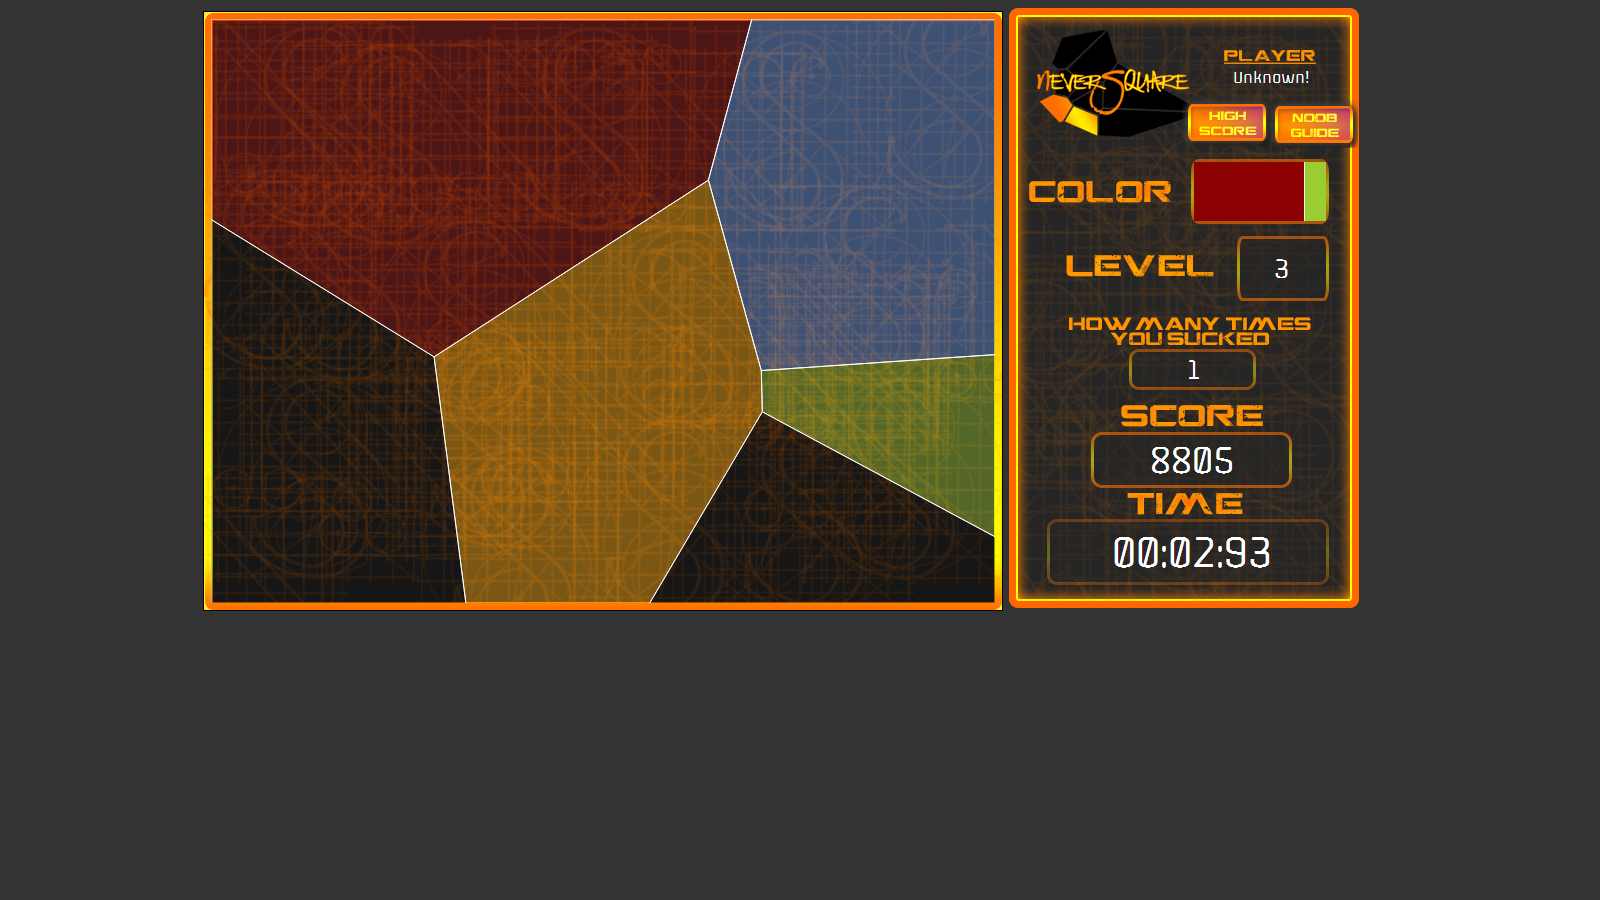 NEVERSQUARE
PLAYER
Unknown!
HIGH
SCORE
NOOB
GUIDE
COLOR
LEVEL
3
HOW MANY TIMES
YOU SUCKED
1
SCORE
8805
TIME
00:02:93